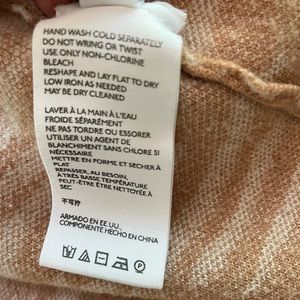 HAND WASH COLD SEPARATELY
DO NOT WRING OR TWIST
USE ONLY NON-CHLORINE
BLEACH
RESHAPE AND LAY FLAT TO DRY
LOW IRON AS NEEDED
MAY BE DRY CLEANED
LAVER À LA MAIN À L'EAU
FROIDE SÉPARÉMENT
NE PAS TORDRE OU ESSORER
UTILISER UN AGENT DE
BLANCHIMENT SANS CHLORE SI
NÉCESSAIRE
METTRE EN FORME ET SÉCHER À
PLAT
REPASSER, AU BESOIN,
À TRÈS BASSE TEMPÉRATURE
PEUT-ÊTRE ÊTRE NETTOYÉ À
SEC
不可拧
ARMADO EN EE.UU.
COMPONENTE HECHO EN CHINA